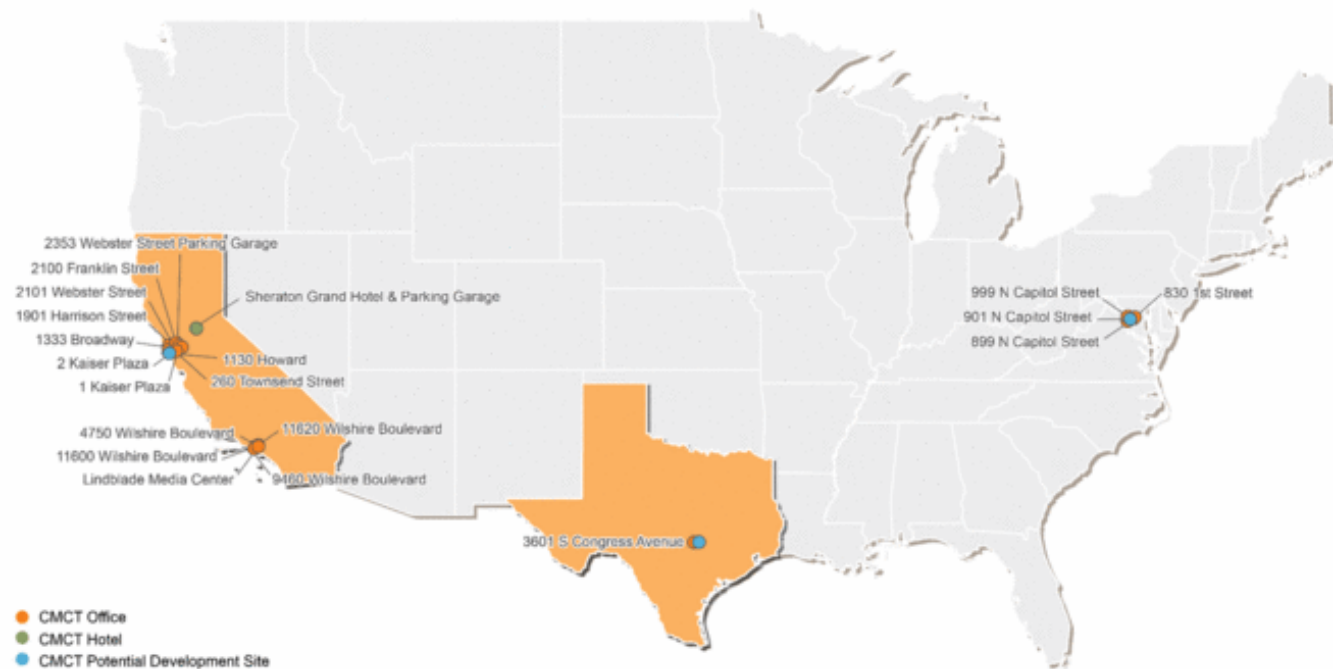 2353 Webster Street Parking Garage
2100 Franklin Street
2101 Webster Street
1901 Harrison Street
1333 Broadway
2 Kaiser Plaza
1 Kaiser Plaza
Sheraton Grand Hotel & Parking Garage
1130 Howard
260 Townsend Street
4750 Wilshire Boulevard
11620 Wilshire Boulevard
11600 Wilshire Boulevard
Lindblade Media Center
9460 Wilshire Boulevard
3601 S Congress Avenue
999 N Capitol Street
830 1st Street
901 N Capitol Street
899 N Capitol Street
CMCT Office
CMCT Hotel
CMCT Potential Development Site